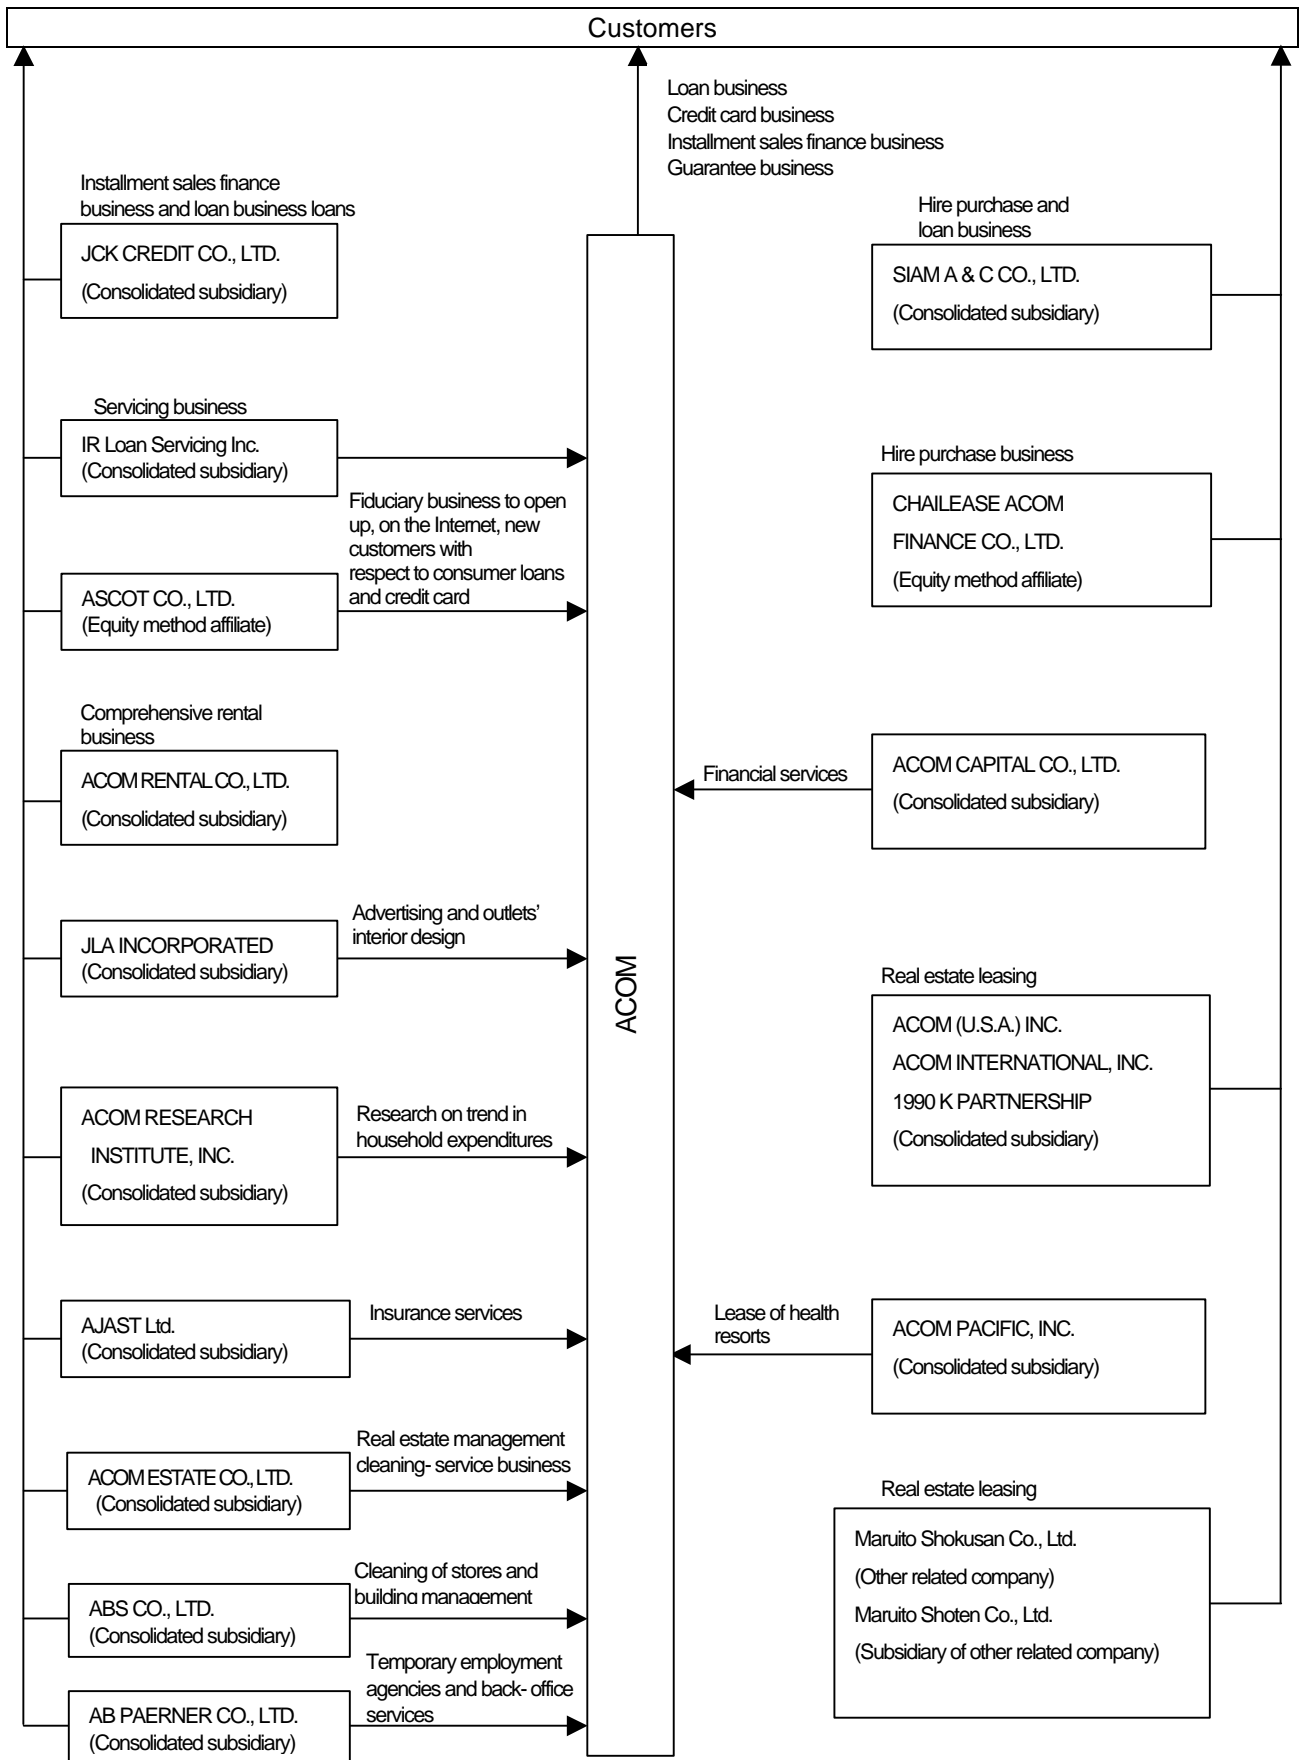 Customers
Loan business
Credit card business
Installment sales finance business
Guarantee business
Installment sales finance
business and loan business loans
JCK CREDIT CO., LTD.
(Consolidated subsidiary)
Hire purchase and
loan business
SIAM A & C CO., LTD.
(Consolidated subsidiary)
Servicing business
IR Loan Servicing Inc.
(Consolidated subsidiary)
Hire purchase business
CHAILEASE ACOM
FINANCE CO., LTD.
(Equity method affiliate)
Fiduciary business to open
up, on the Internet, new
customers with
respect to consumer loans
and credit card
ASCOT CO., LTD.
(Equity method affiliate)
Comprehensive rental
business
ACOM RENTAL CO., LTD.
(Consolidated subsidiary)
Financial services
ACOM CAPITAL CO., LTD.
(Consolidated subsidiary)
Advertising and outlets’
interior design
JLA INCORPORATED
(Consolidated subsidiary)
ACOM
Real estate leasing
ACOM (U.S.A.) INC.
ACOM INTERNATIONAL, INC.
1990 K PARTNERSHIP
(Consolidated subsidiary)
ACOM RESEARCH
INSTITUTE, INC.
(Consolidated subsidiary)
Research on trend in
household expenditures
AJAST Ltd.
(Consolidated subsidiary)
Insurance services
Lease of health
resorts
ACOM PACIFIC, INC.
(Consolidated subsidiary)
Real estate management
cleaning- service business
ACOM ESTATE CO., LTD.
(Consolidated subsidiary)
Real estate leasing
Maruito Shokusan Co., Ltd.
(Other related company)
Maruito Shoten Co., Ltd.
(Subsidiary of other related company)
Cleaning of stores and
building management
ABS CO., LTD.
(Consolidated subsidiary)
Temporary employment
agencies and back- office
services
AB PAERNER CO., LTD.
(Consolidated subsidiary)